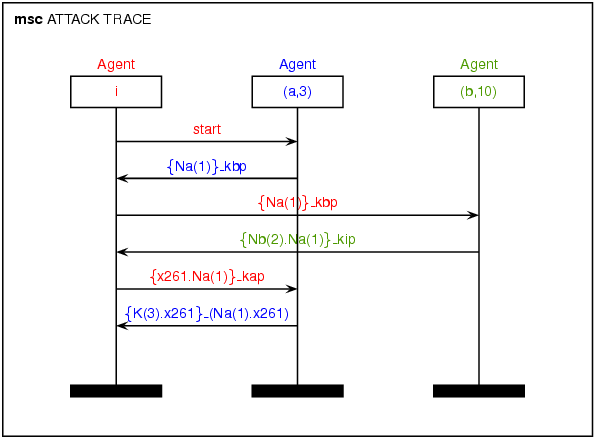 msc ATTACK TRACE
Agent Agent Agent
i (a,3) (b,10)
start
{Na(1)}_kbp
{Na(1)}_kbp
{Nb(2).Na(1)}_kip
{x261.Na(1)}_kap
{K(3).x261}_(Na(1).x261)